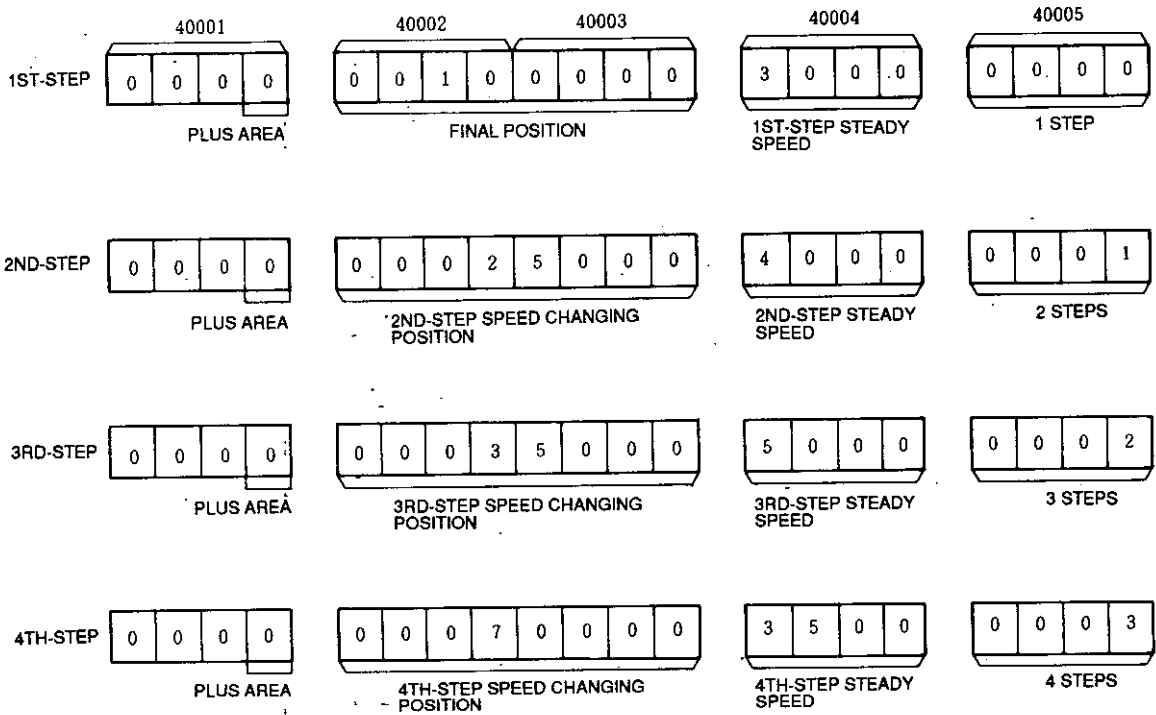 40001 40002 40003 40004 40005
1ST-STEP 0 0 0 0 0 0 1 0 0 0 0 0 3 0 0 0 0 0 0 0
PLUS AREA FINAL POSITION 1ST-STEP STEADY SPEED 1 STEP
2ND-STEP 0 0 0 0 0 0 0 2 5 0 0 0 4 0 0 0 0 0 0 1
PLUS AREA 2ND-STEP SPEED CHANGING POSITION 2ND-STEP STEADY SPEED 2 STEPS
3RD-STEP 0 0 0 0 0 0 0 3 5 0 0 0 5 0 0 0 0 0 0 2
PLUS AREA 3RD-STEP SPEED CHANGING POSITION 3RD-STEP STEADY SPEED 3 STEPS
4TH-STEP 0 0 0 0 0 0 0 7 0 0 0 0 3 5 0 0 0 0 0 3
PLUS AREA 4TH-STEP SPEED CHANGING POSITION 4TH-STEP STEADY SPEED 4 STEPS